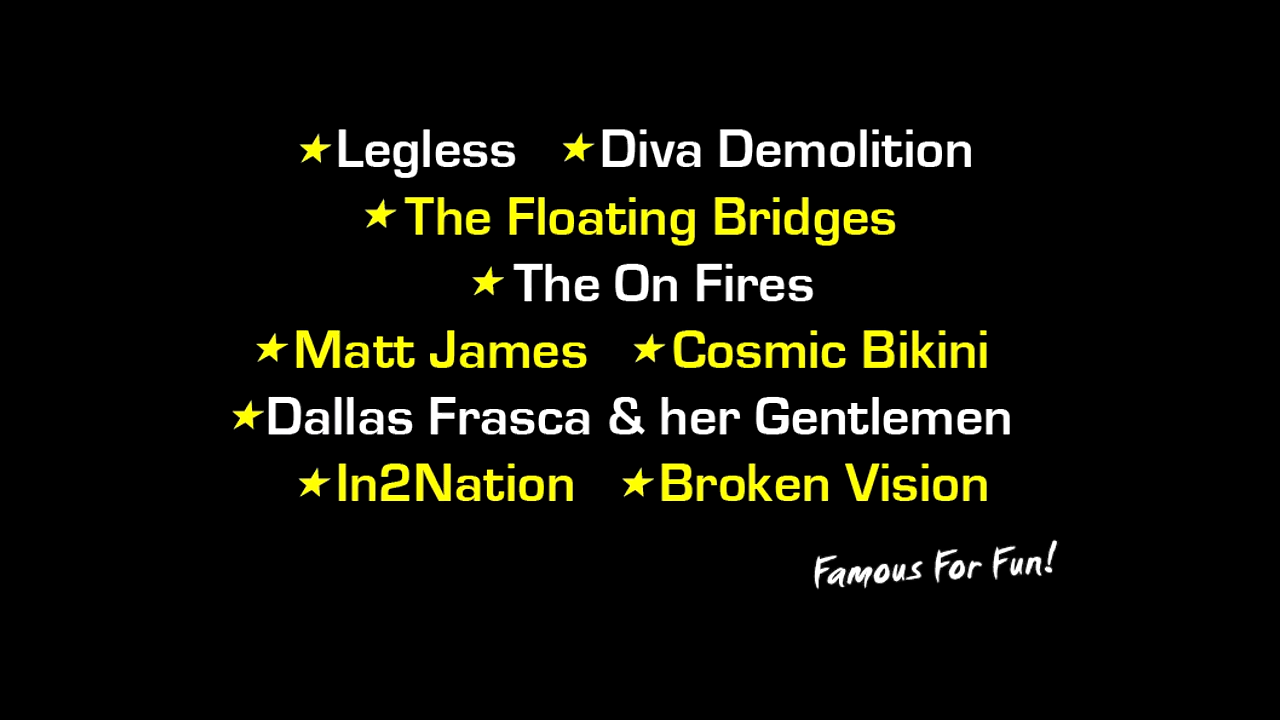 ★Legless ★Diva Demolition
★The Floating Bridges
★The On Fires
★Matt James ★Cosmic Bikini
★Dallas Frasca & her Gentlemen
★In2Nation ★Broken Vision
Famous For Fun!